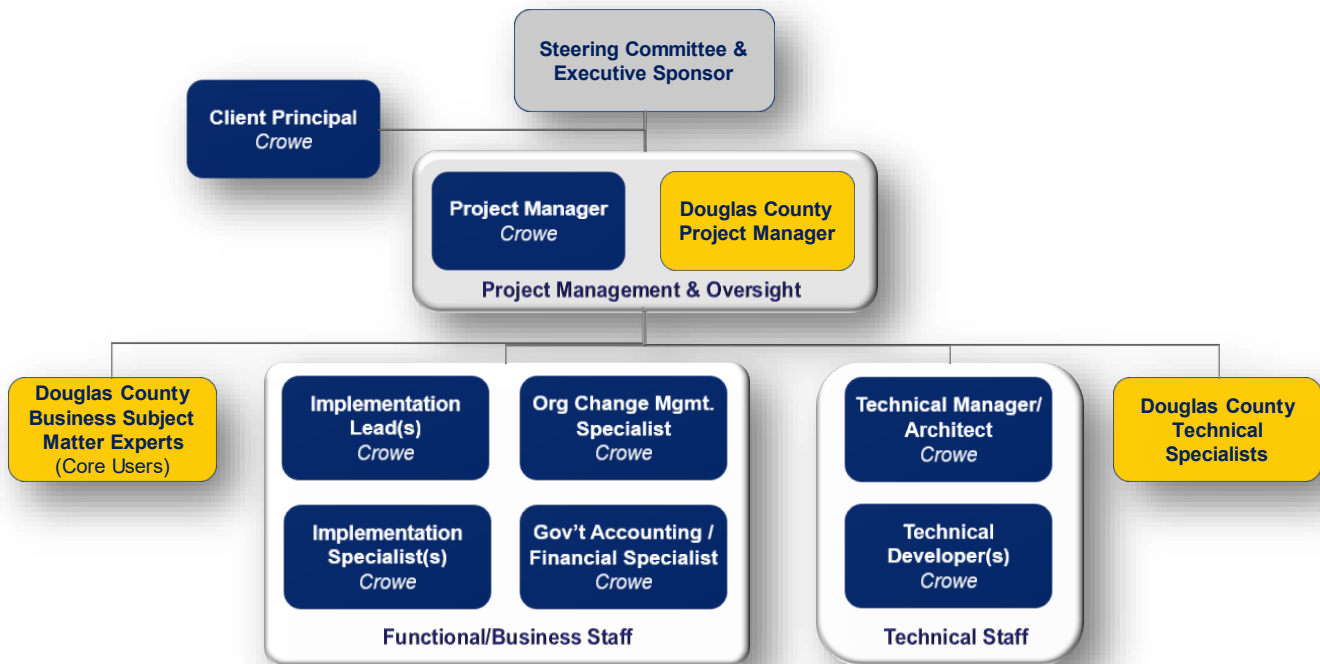 Steering Committee &
Executive Sponsor
Client Principal
Crowe
Project Manager
Crowe
Douglas County
Project Manager
Project Management & Oversight
Douglas County
Business Subject
Matter Experts
(Core Users)
Implementation
Lead(s)
Crowe
Org Change Mgmt.
Specialist
Crowe
Implementation
Specialist(s)
Crowe
Gov't Accounting /
Financial Specialist
Crowe
Functional/Business Staff
Technical Manager/
Architect
Crowe
Technical
Developer(s)
Crowe
Technical Staff
Douglas County
Technical
Specialists